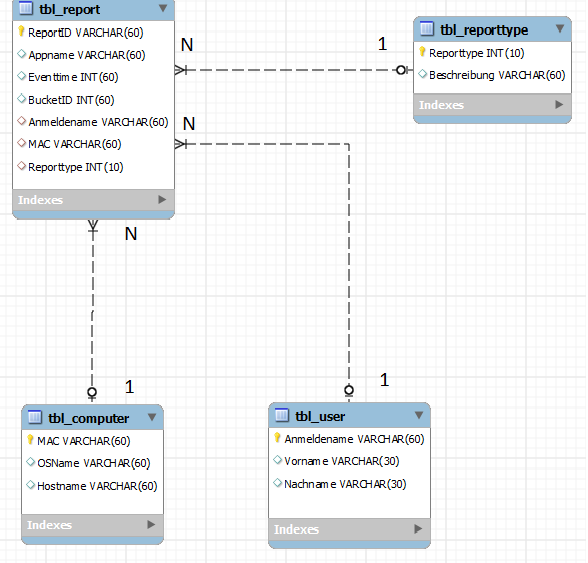 tbl_report
ReportID VARCHAR(60)
Appname VARCHAR(60)
Eventtime INT(60)
BucketID INT(60)
Anmeldename VARCHAR(60)
MAC VARCHAR(60)
Reporttype INT(10)
Indexes
N
1
tbl_reporttype
Reporttype INT(10)
Beschreibung VARCHAR(60)
Indexes
N
N
1
1
tbl_computer
MAC VARCHAR(60)
OSName VARCHAR(60)
Hostname VARCHAR(60)
Indexes
tbl_user
Anmeldename VARCHAR(60)
Vorname VARCHAR(30)
Nachname VARCHAR(30)
Indexes